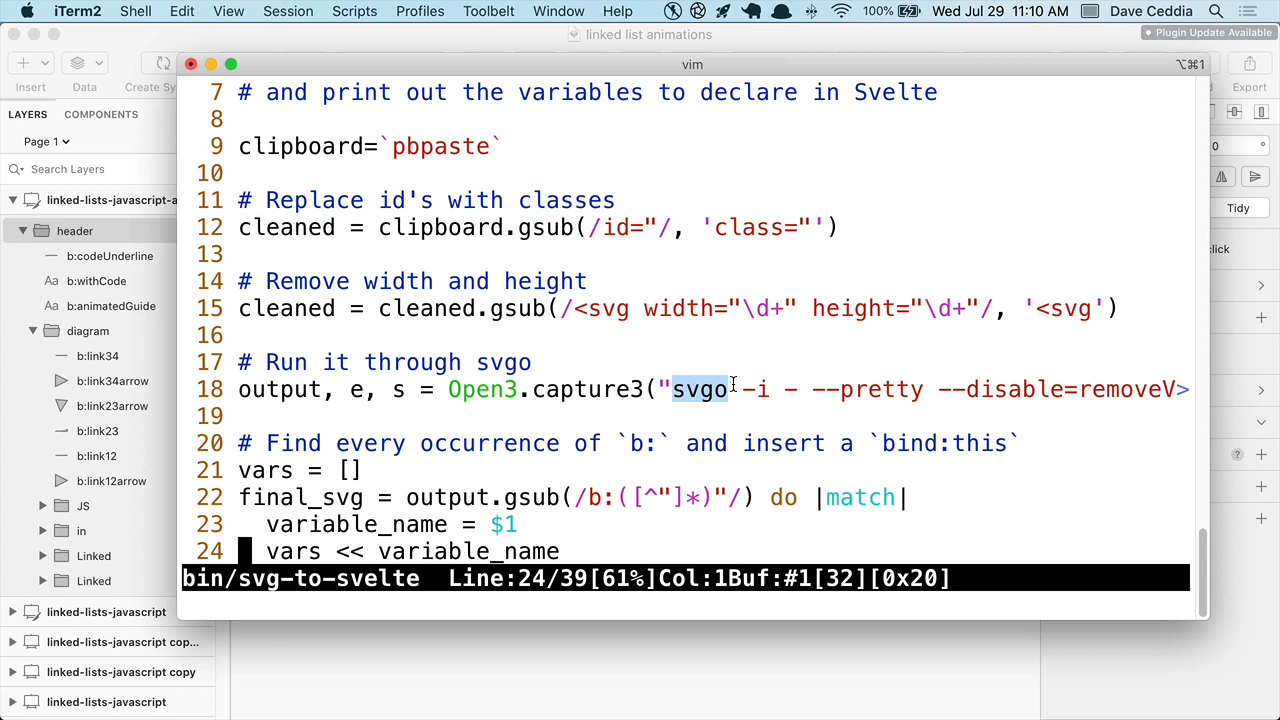 iTerm2 Shell Edit View Session Scripts Profiles Toolbelt Window Help 100% Wed Jul 29 11:10 AM Dave Ceddia
linked list animations Plugin Update Available
Insert Data Create Sy Export
vim ⌥⌘1
LAYERS COMPONENTS
Page 1
Search Layers
linked-lists-javascript-a
header
b:codeUnderline
b:withCode
b:animatedGuide
diagram
b:link34
b:link34arrow
b:link23arrow
b:link23
b:link12
b:link12arrow
JS
in
Linked
Linked
linked-lists-javascript
linked-lists-javascript cop...
linked-lists-javascript copy
linked-lists-javascript
7 # and print out the variables to declare in Svelte
8
9 clipboard=`pbpaste`
10
11 # Replace id's with classes
12 cleaned = clipboard.gsub(/id="/, 'class="')
13
14 # Remove width and height
15 cleaned = cleaned.gsub(/<svg width="\d+" height="\d+"/, '<svg')
16
17 # Run it through svgo
18 output, e, s = Open3.capture3("svgo -i - --pretty --disable=removeV>
19
20 # Find every occurrence of `b:` and insert a `bind:this`
21 vars = []
22 final_svg = output.gsub(/b:([^"]*)"/) do |match|
23 variable_name = $1
24 vars << variable_name
bin/svg-to-svelte Line:24/39[61%]Col:1Buf:#1[32][0x20]
0 °
Tidy
click
?